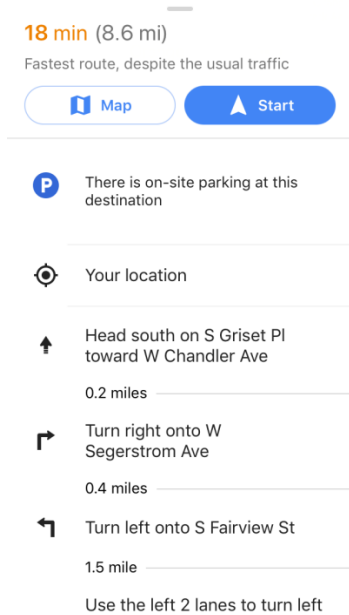 18 min (8.6 mi)
Fastest route, despite the usual traffic
Map
Start
P
There is on-site parking at this
destination
Your location
Head south on S Griset Pl
toward W Chandler Ave
0.2 miles
Turn right onto W
Segerstrom Ave
0.4 miles
Turn left onto S Fairview St
1.5 mile
Use the left 2 lanes to turn left